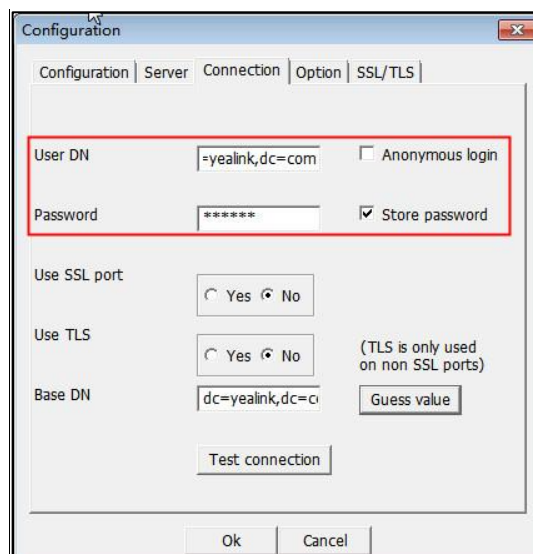 Configuration
Configuration Server Connection Option SSL/TLS
User DN =yealink,dc=com Anonymous login
Password ****** Store password
Use SSL port
Yes No
Use TLS
Yes No (TLS is only used
on non SSL ports)
Base DN dc=yealink,dc=c Guess value
Test connection
Ok Cancel